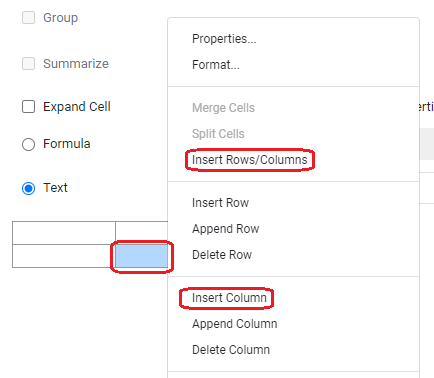 Group
Summarize
Expand Cell
Formula
Text
Properties...
Format...
Merge Cells
Split Cells
Insert Rows/Columns
Insert Row
Append Row
Delete Row
Insert Column
Append Column
Delete Column